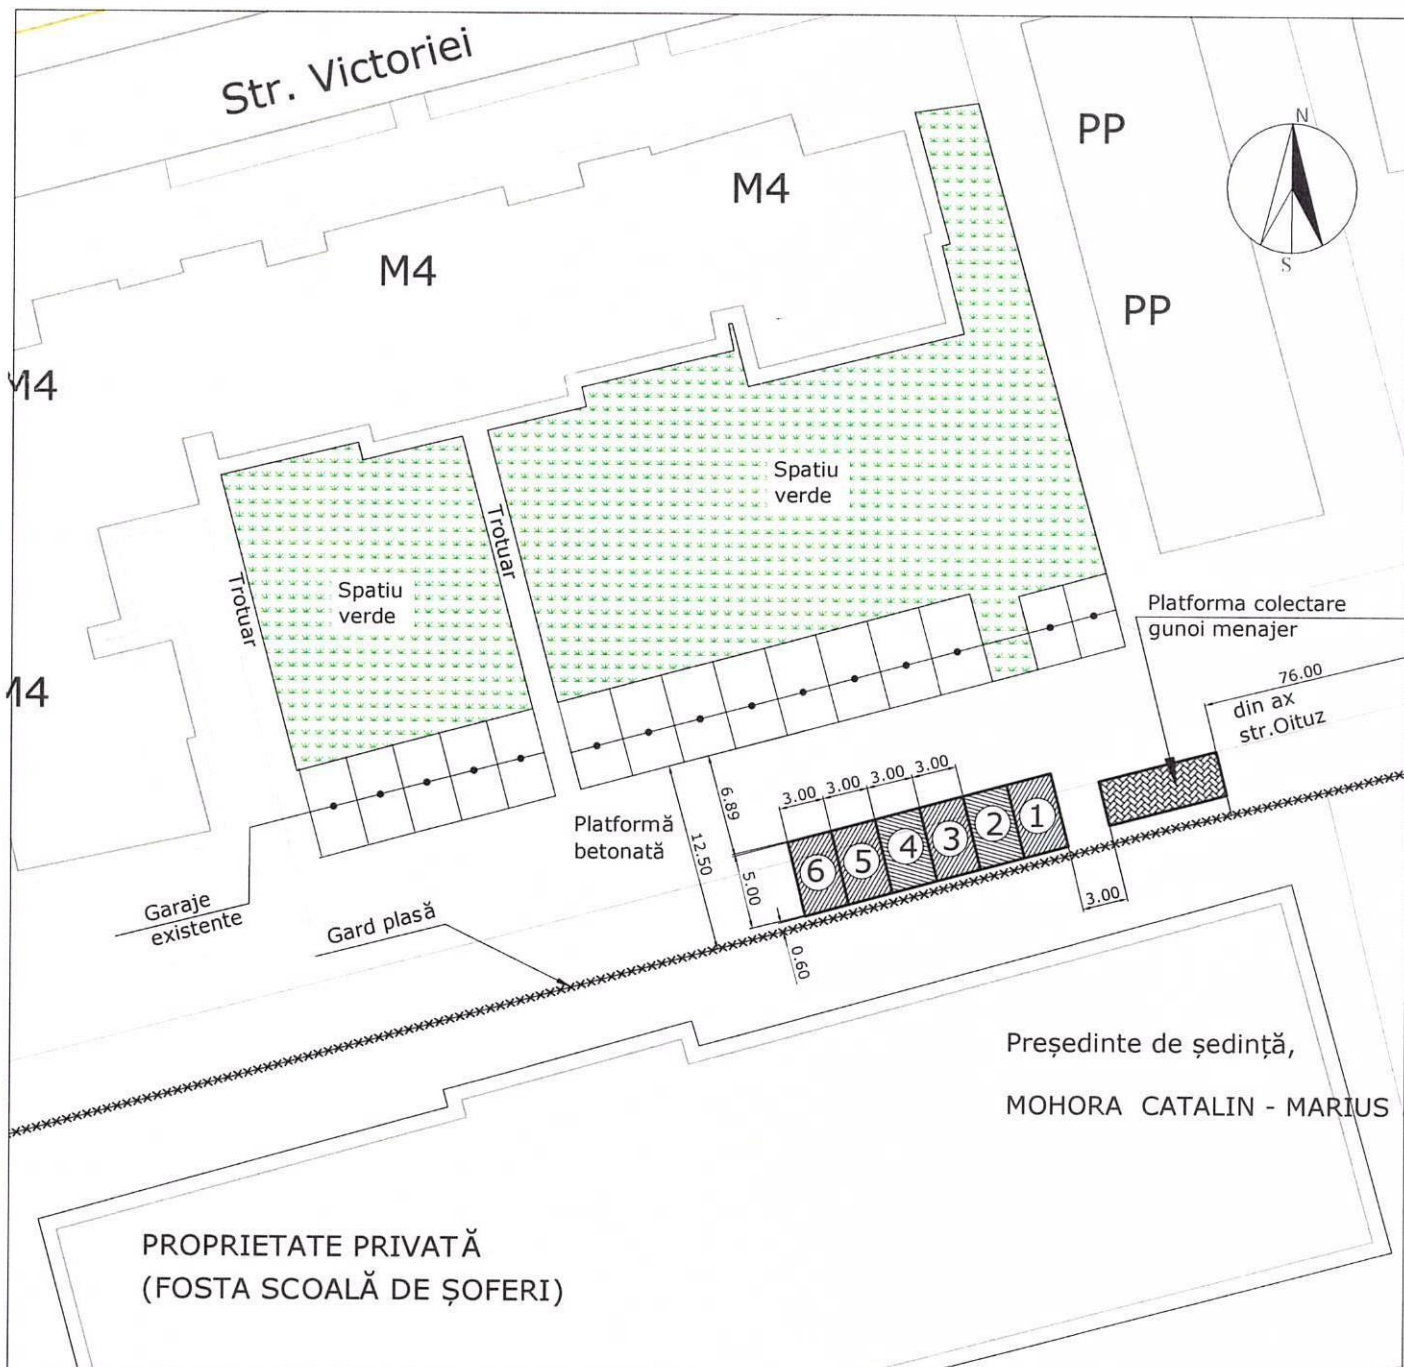 Str. Victoriei
N
S
PP
PP
M4
M4
M4
M4
Spatiu
verde
Spatiu
verde
Trotuar
Trotuar
Platforma colectare
gunoi menajer
76.00
din ax
str.Oituz
3.00
3.00
3.00
3.00
6.89
12.50
5.00
0.60
3.00
Platformă
betonată
6
5
4
3
2
1
Garaje
existente
Gard plasă
Președinte de ședință,
MOHORA CATALIN - MARIUS
PROPRIETATE PRIVATĂ
(FOSTA SCOALĂ DE ȘOFERI)